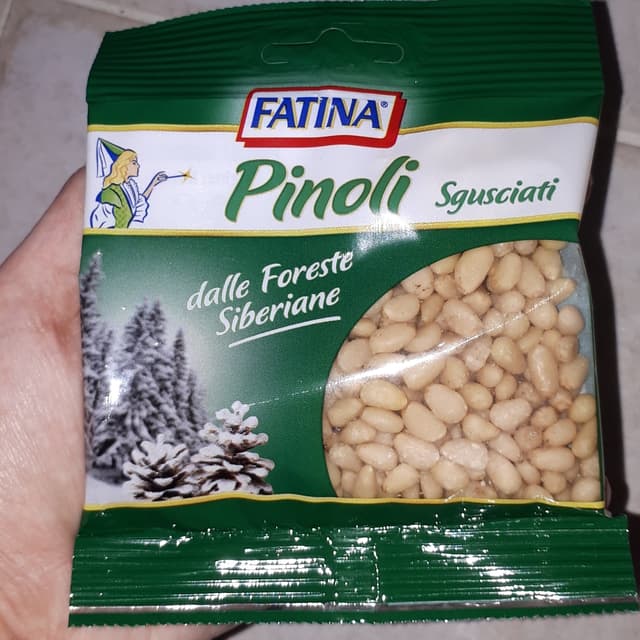 FATINA®
Pinoli Sgusciati
dalle Foreste
Siberiane